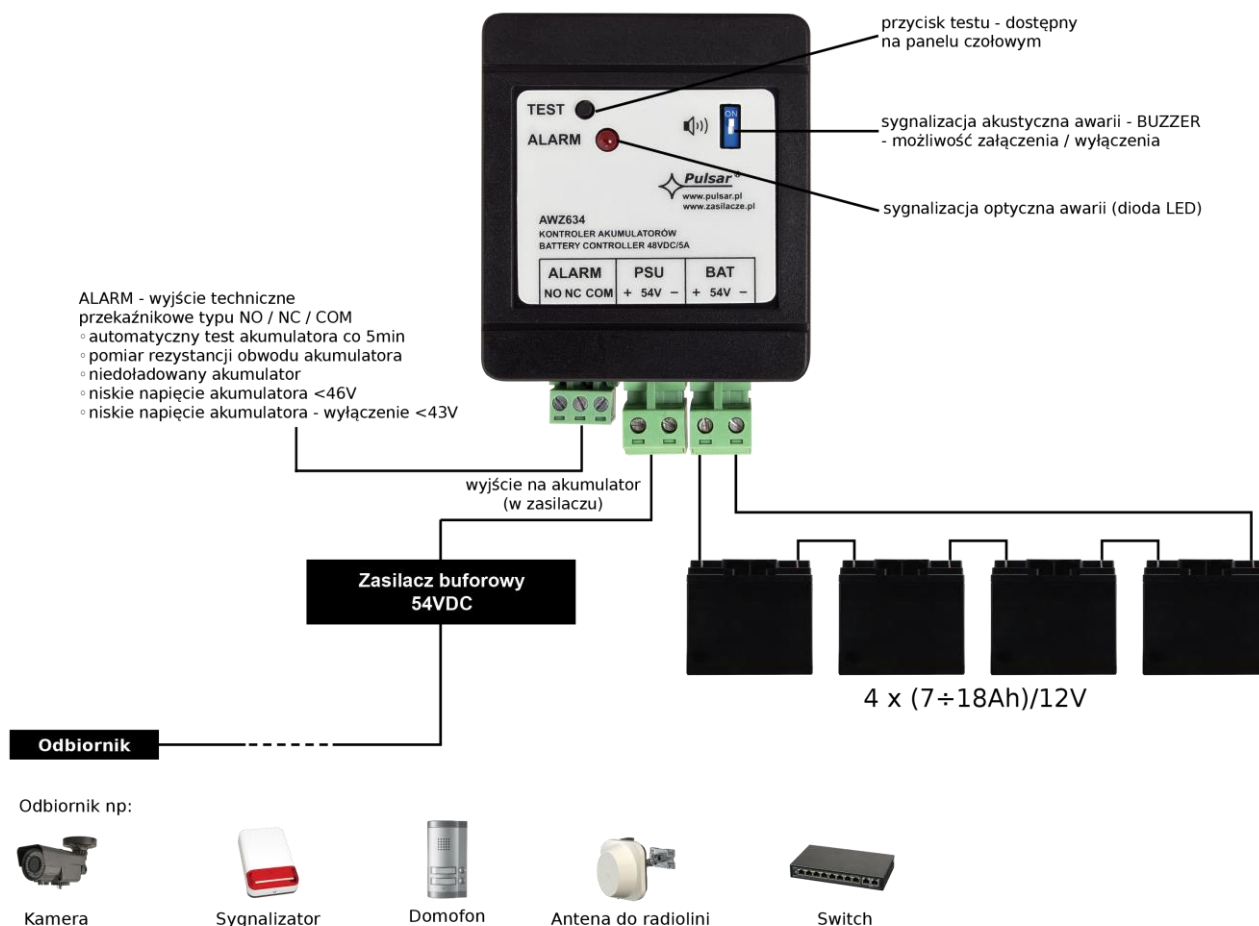 przycisk testu - dostępny
na panelu czołowym
TEST
ON
sygnalizacja akustyczna awarii - BUZZER
- możliwość załączenia / wyłączenia
ALARM
Pulsar®
www.pulsar.pl
www.zasilacze.pl
sygnalizacja optyczna awarii (dioda LED)
AWZ634
KONTROLER AKUMULATORÓW
BATTERY CONTROLLER 48VDC/5A
ALARM PSU BAT
NO NC COM + 54V - + 54V -
ALARM - wyjście techniczne
przekaźnikowe typu NO / NC / COM
◦ automatyczny test akumulatora co 5min
◦ pomiar rezystancji obwodu akumulatora
◦ niedoładowany akumulator
◦ niskie napięcie akumulatora <46V
◦ niskie napięcie akumulatora - wyłączenie <43V
wyjście na akumulator
(w zasilaczu)
Zasilacz buforowy
54VDC
4 x (7÷18Ah)/12V
Odbiornik
Odbiornik np:
Kamera
Sygnalizator
Domofon
Antena do radiolini
Switch